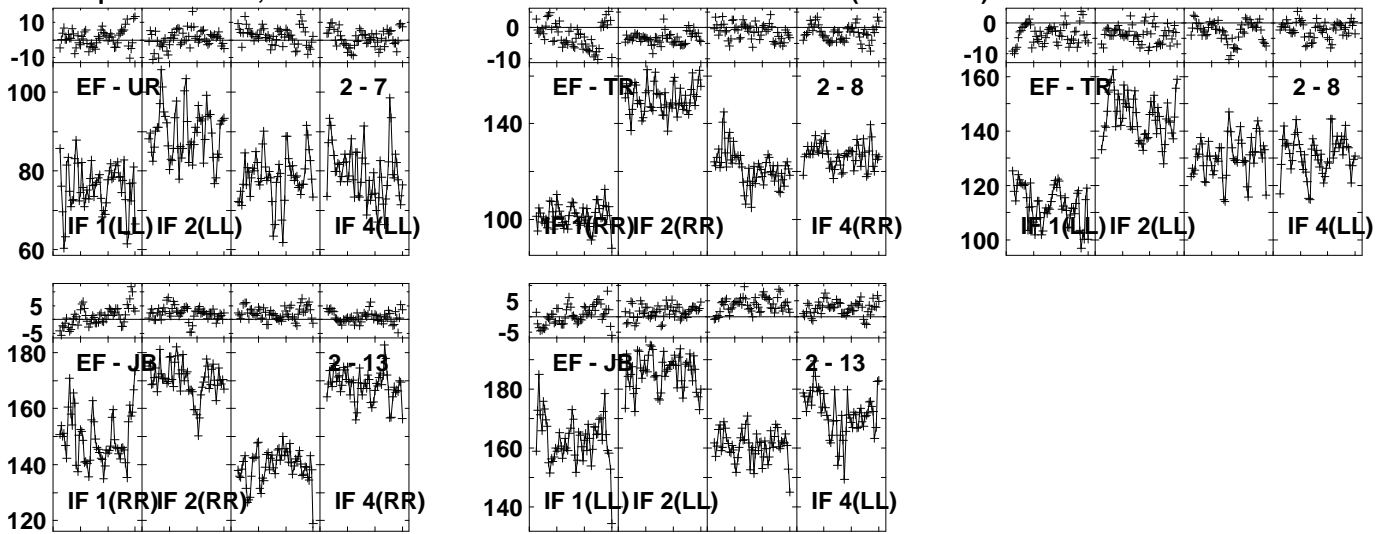 10
-10
100
80
60
EF - UR
2 - 7
IF 1(LL)
IF 2(LL)
IF 4(LL)
0
-10
140
100
EF - TR
2 - 8
IF 1(RR)
IF 2(RR)
IF 4(RR)
0
-10
160
140
120
100
EF - TR
2 - 8
IF 1(LL)
IF 2(LL)
IF 4(LL)
5
-5
180
160
140
120
EF - JB
2 - 13
IF 1(RR)
IF 2(RR)
IF 4(RR)
5
-5
180
160
140
EF - JB
2 - 13
IF 1(LL)
IF 2(LL)
IF 4(LL)